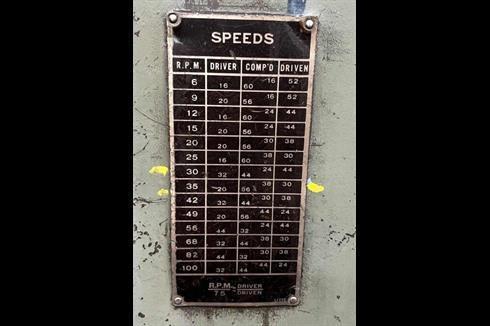 SPEEDS
R.P.M. DRIVER COMP'D DRIVEN
6 16 60 16 52
9 20 56 16 52
12 16 60 24 44
15 20 56 24 44
20 20 56 30 38
25 16 60 38 30
30 32 44 24 44
35 20 56 38 30
42 32 44 30 38
49 20 56 44 24
56 44 32 24 44
68 32 44 38 30
82 44 32 30 38
100 32 44 44 24
R.P.M. DRIVER
75 DRIVEN